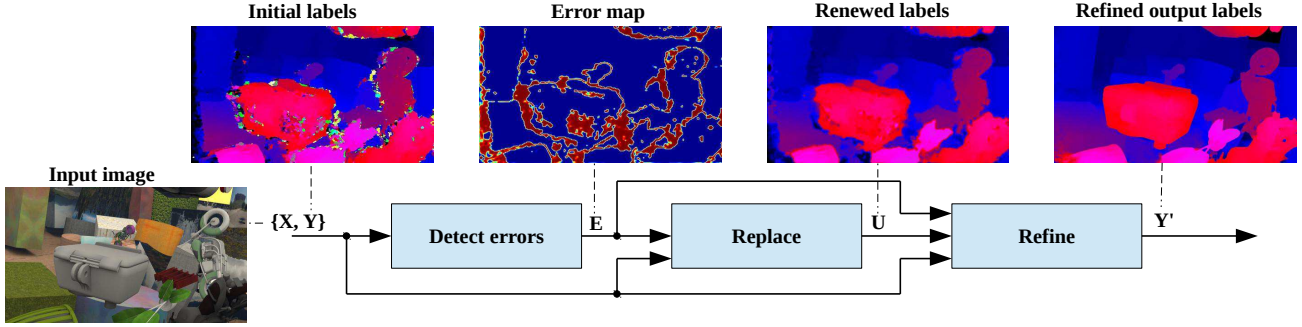 Initial labels
Error map
Renewed labels
Refined output labels
Input image
{X, Y}
Detect errors
E
Replace
U
Refine
Y'